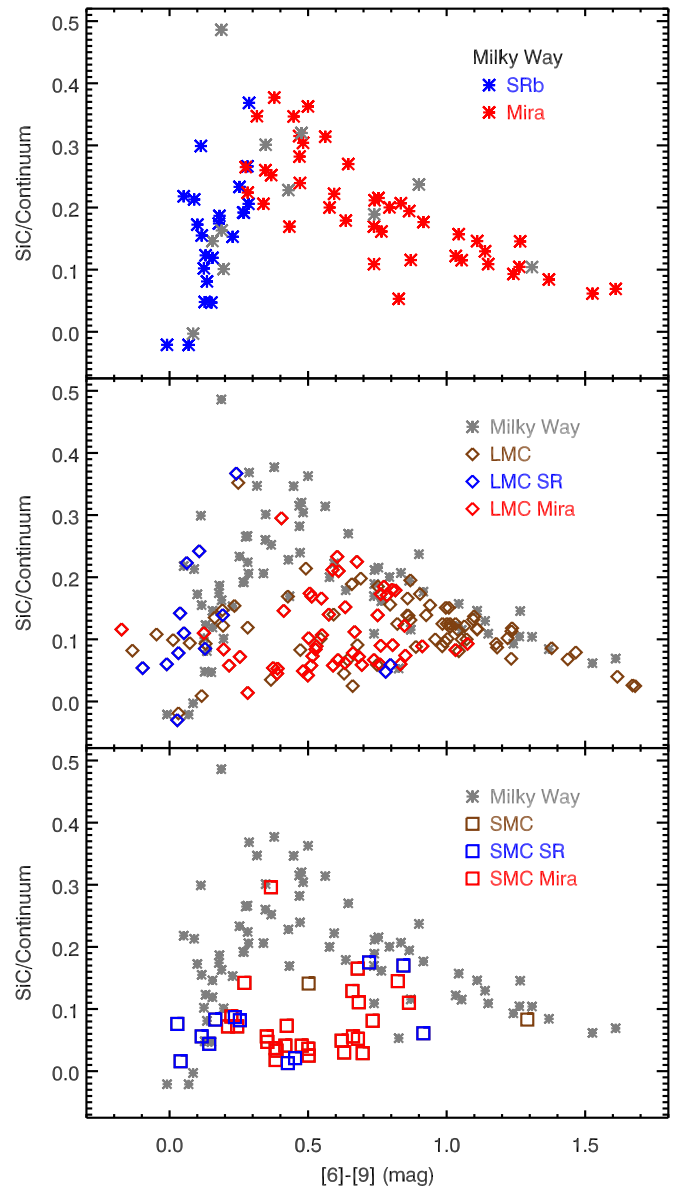 0.5
0.4
0.3
0.2
0.1
0.0
SiC/Continuum
Milky Way
SRb
Mira
0.5
0.4
0.3
0.2
0.1
0.0
SiC/Continuum
Milky Way
LMC
LMC SR
LMC Mira
0.5
0.4
0.3
0.2
0.1
0.0
SiC/Continuum
Milky Way
SMC
SMC SR
SMC Mira
0.0 0.5 1.0 1.5
[6]-[9] (mag)